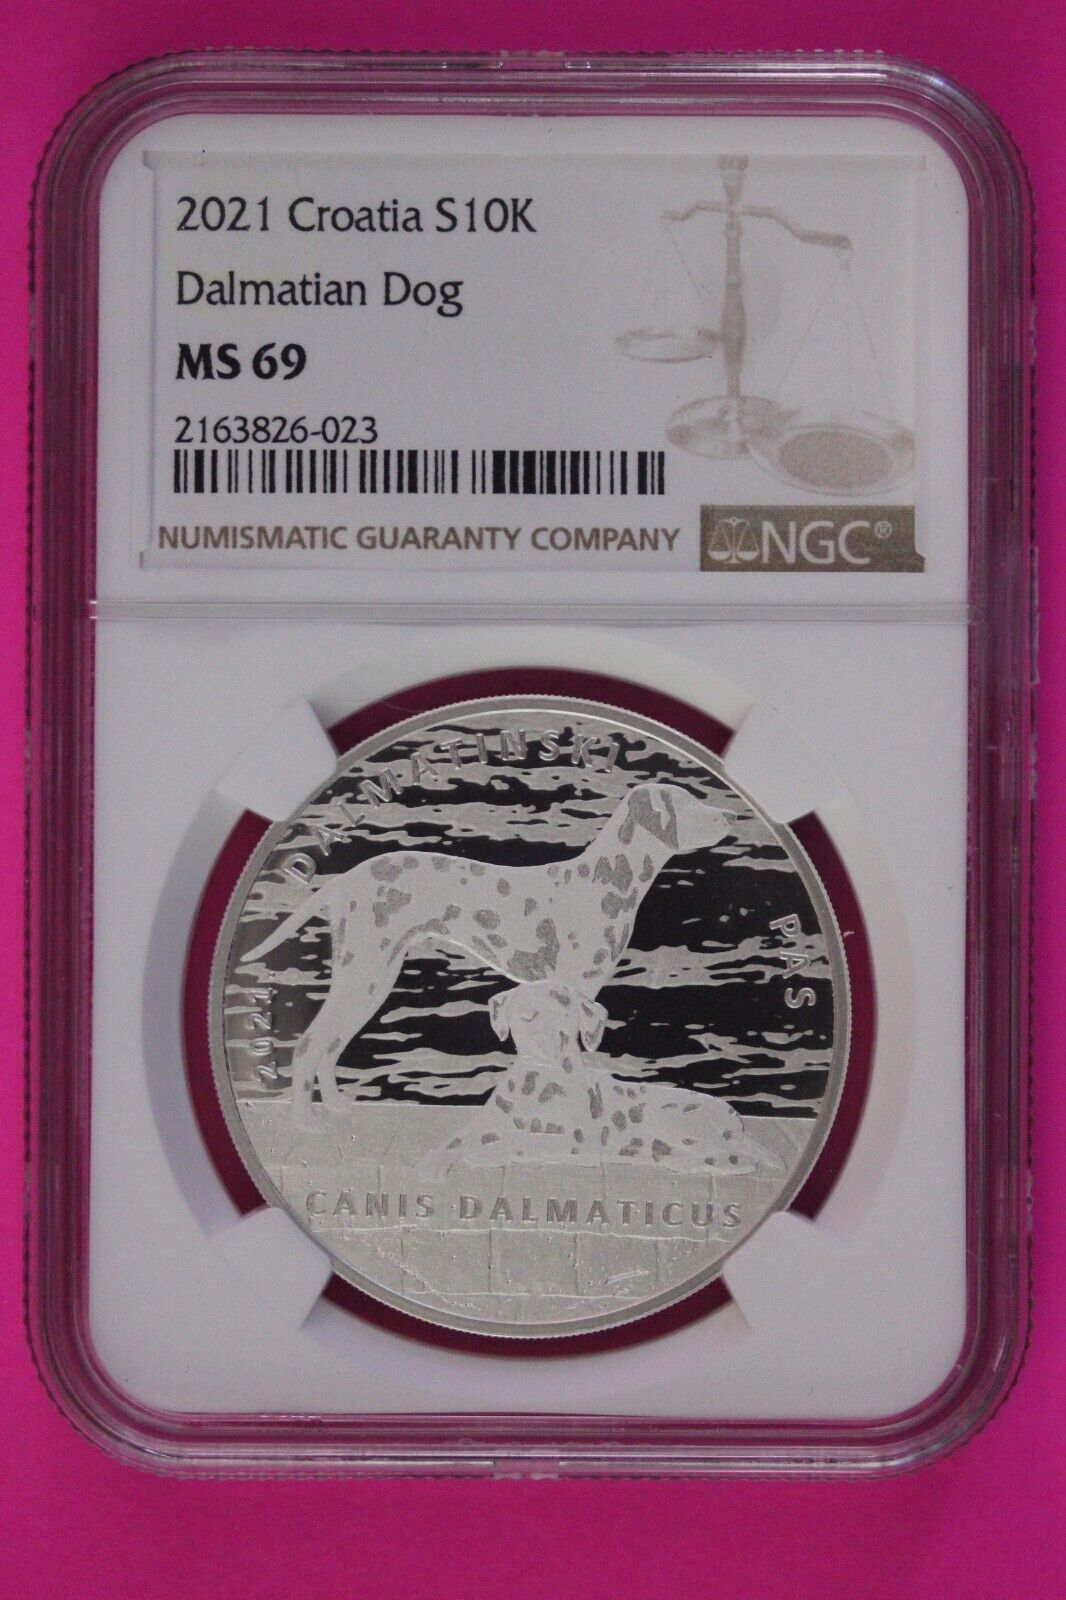 2021 Croatia S10K
Dalmatian Dog
MS 69
2163826-023
NUMISMATIC GUARANTY COMPANY
NGC®
DALMATINSKI
PAS
2021.
CANIS DALMATICUS